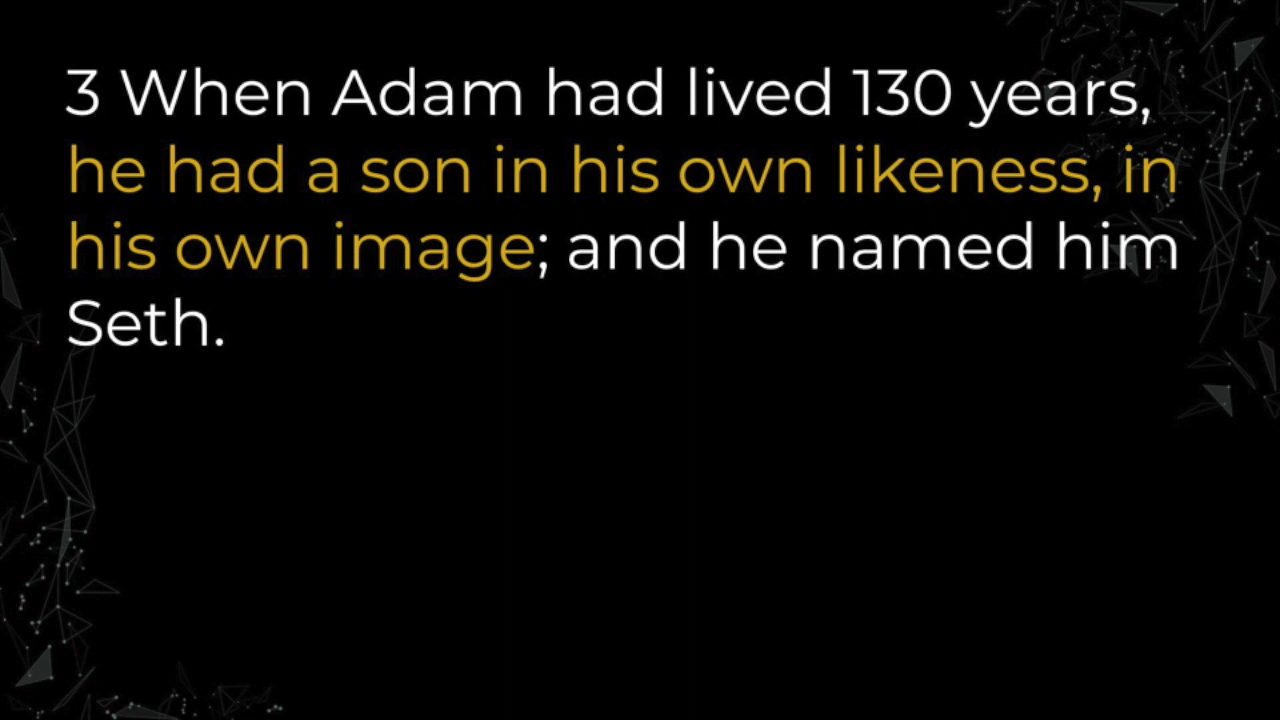 3 When Adam had lived 130 years,
he had a son in his own likeness, in
his own image; and he named him
Seth.